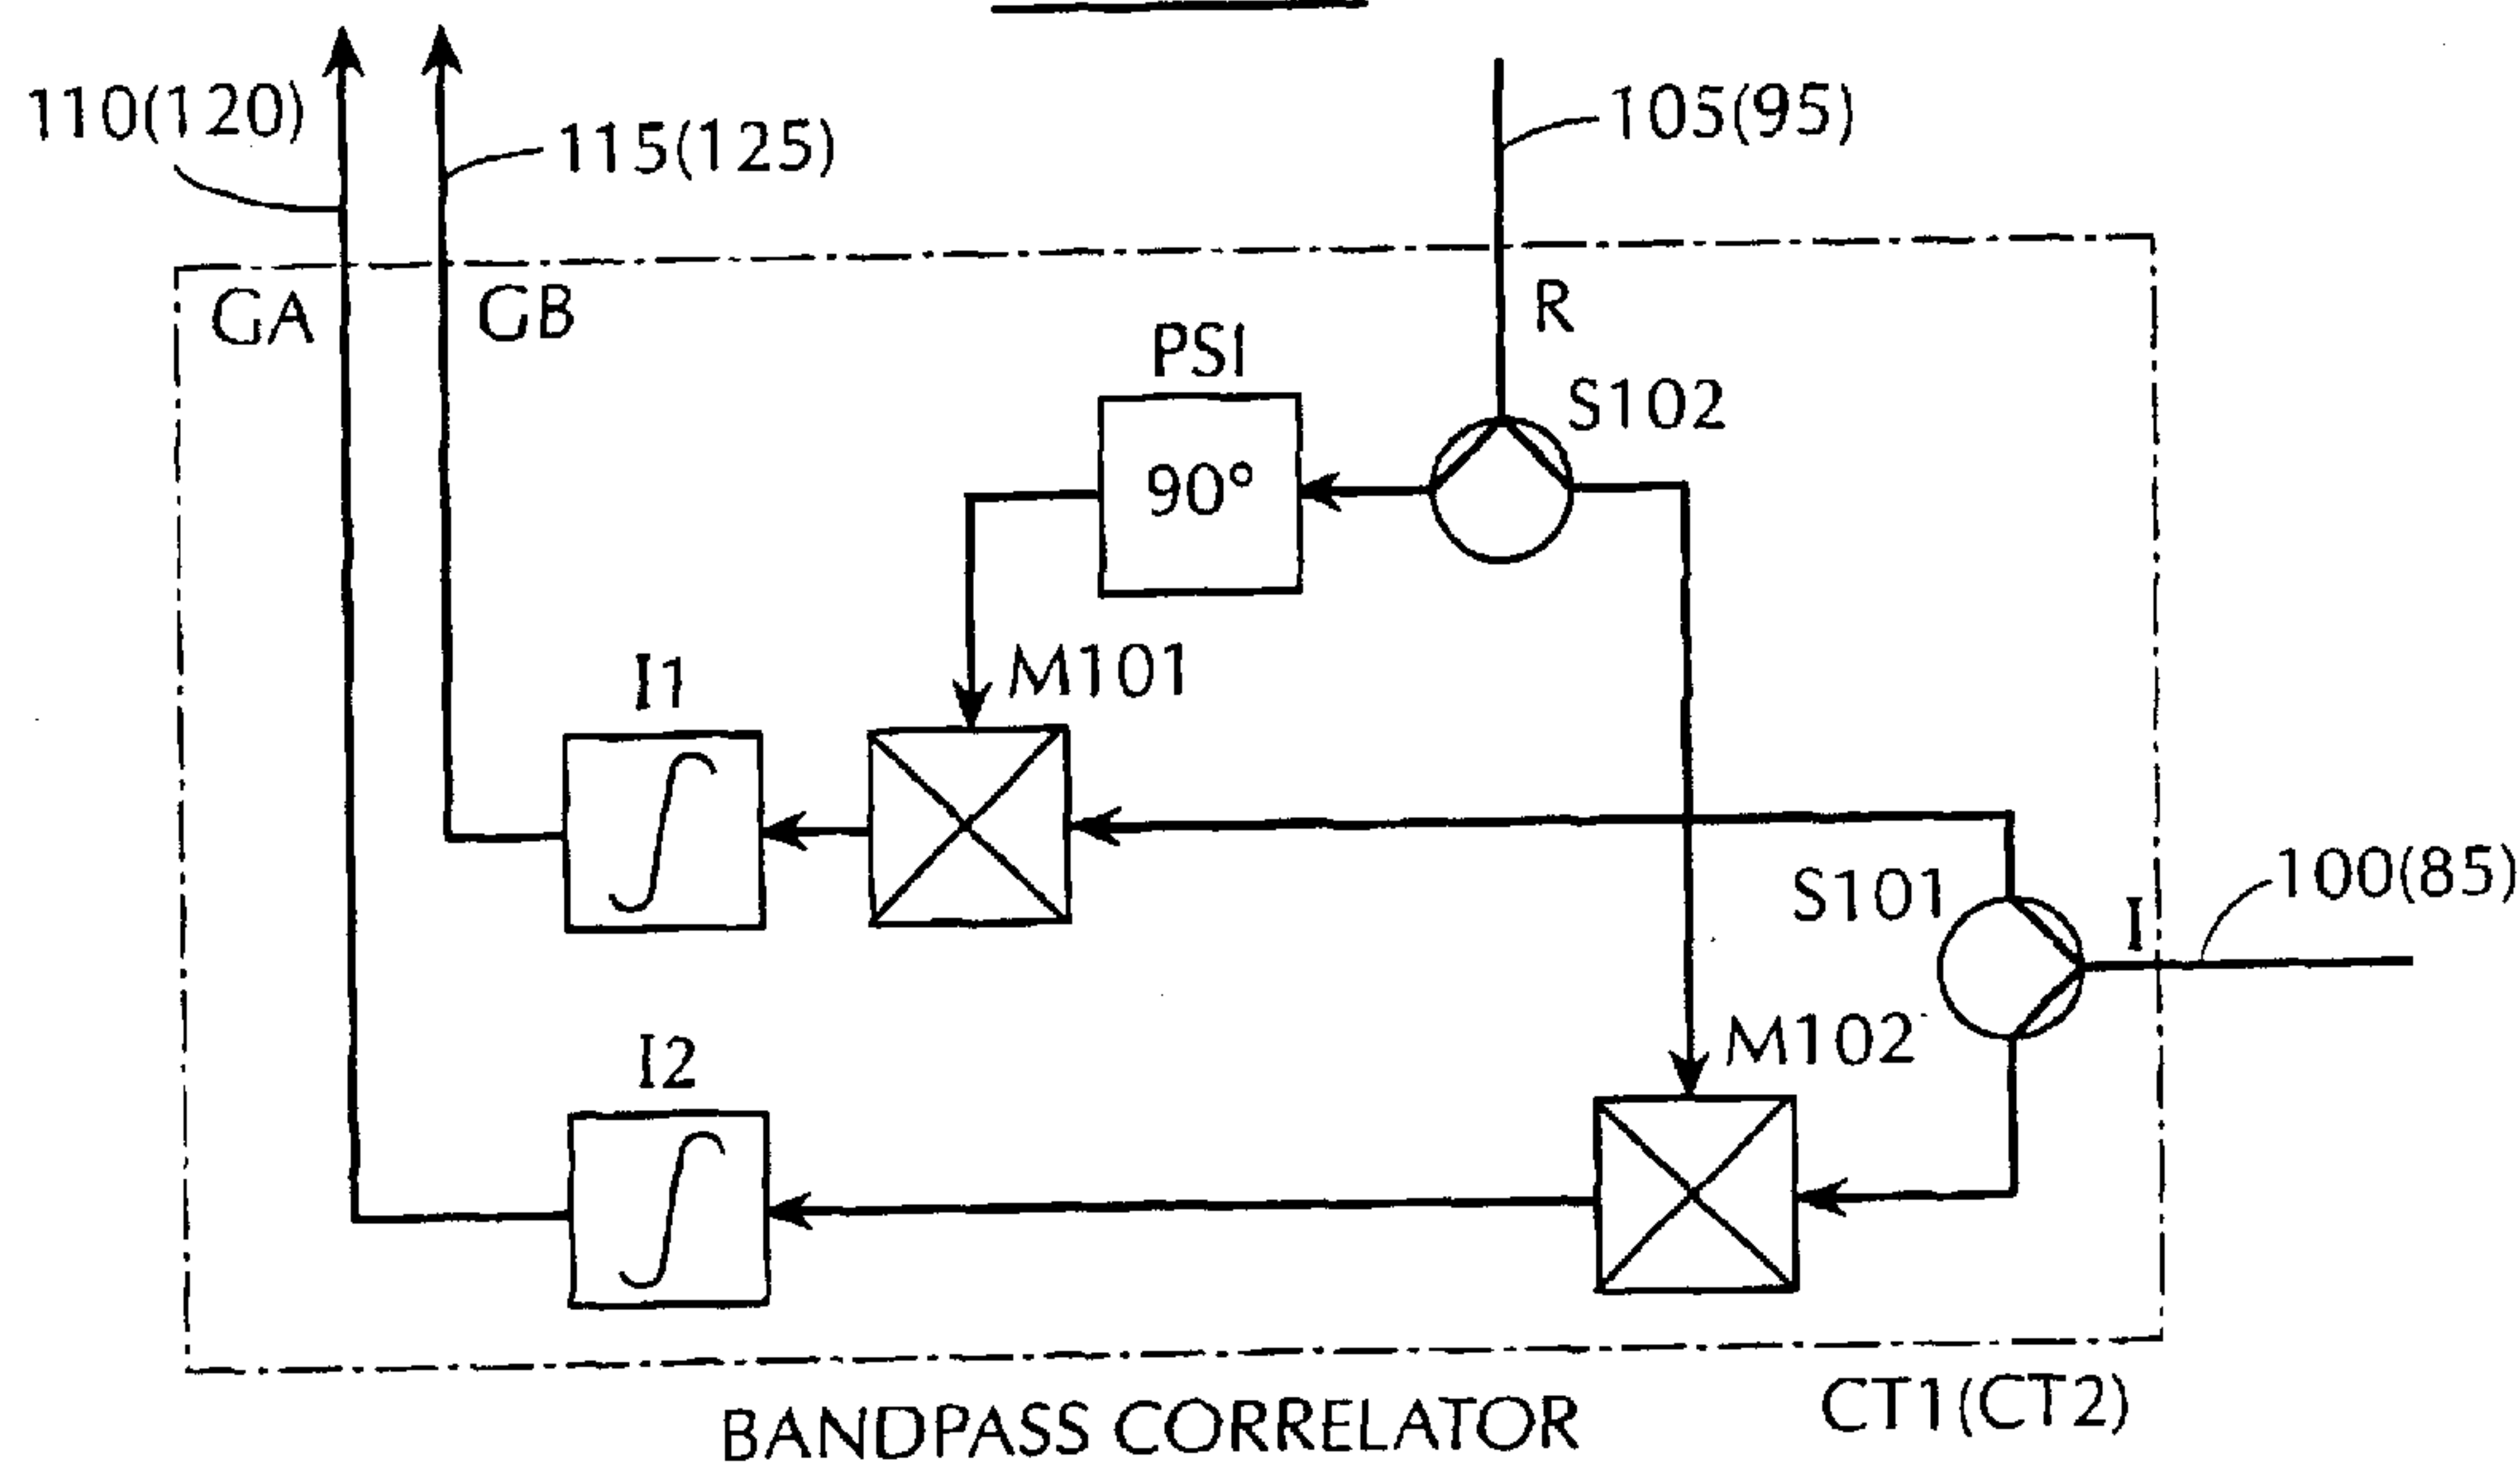 110(120)
115(125)
105(95)
GA
GB
R
PS1
S102
90°
M101
I1
S101
I
100(85)
M102
I2
CT1(CT2)
BANDPASS CORRELATOR